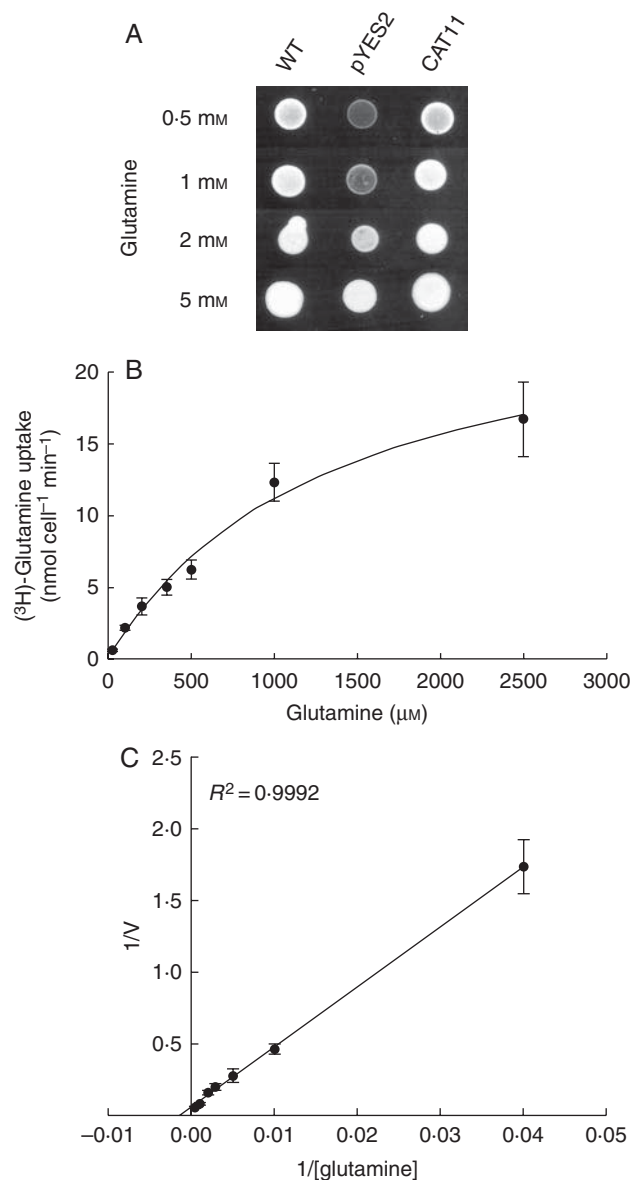 A
WT
pYES2
CAT11
Glutamine
0·5 mM
1 mM
2 mM
5 mM
B
(³H)-Glutamine uptake
(nmol cell⁻¹ min⁻¹)
20
15
10
5
0
0 500 1000 1500 2000 2500 3000
Glutamine (μM)
C
R² = 0·9992
1/V
2·5
2·0
1·5
1·0
0·5
−0·01 0·00 0·01 0·02 0·03 0·04 0·05
1/[glutamine]